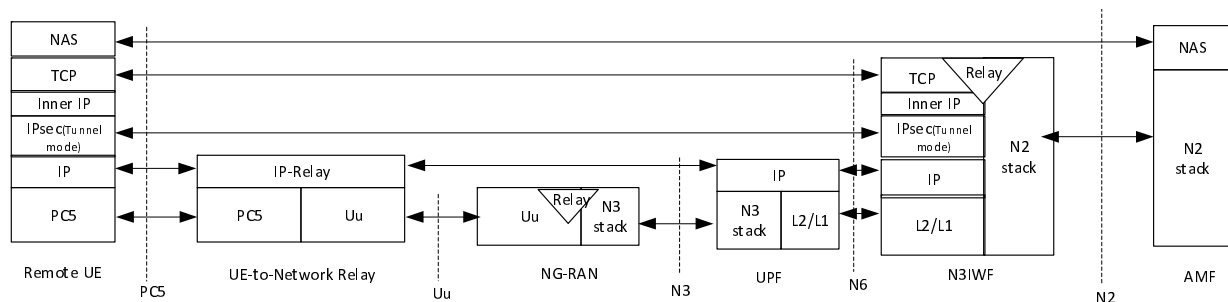 NAS
TCP
Inner IP
IPsec(Tunnel
mode)
IP
PC5
Remote UE
PC5
IP-Relay
PC5
Uu
UE-to-Network Relay
Uu
Uu
Relay
N3
stack
NG-RAN
N3
IP
N3
stack
L2/L1
UPF
N6
TCP
Relay
Inner IP
IPsec(Tunnel
mode)
IP
L2/L1
N2
stack
N3IWF
N2
NAS
N2
stack
AMF